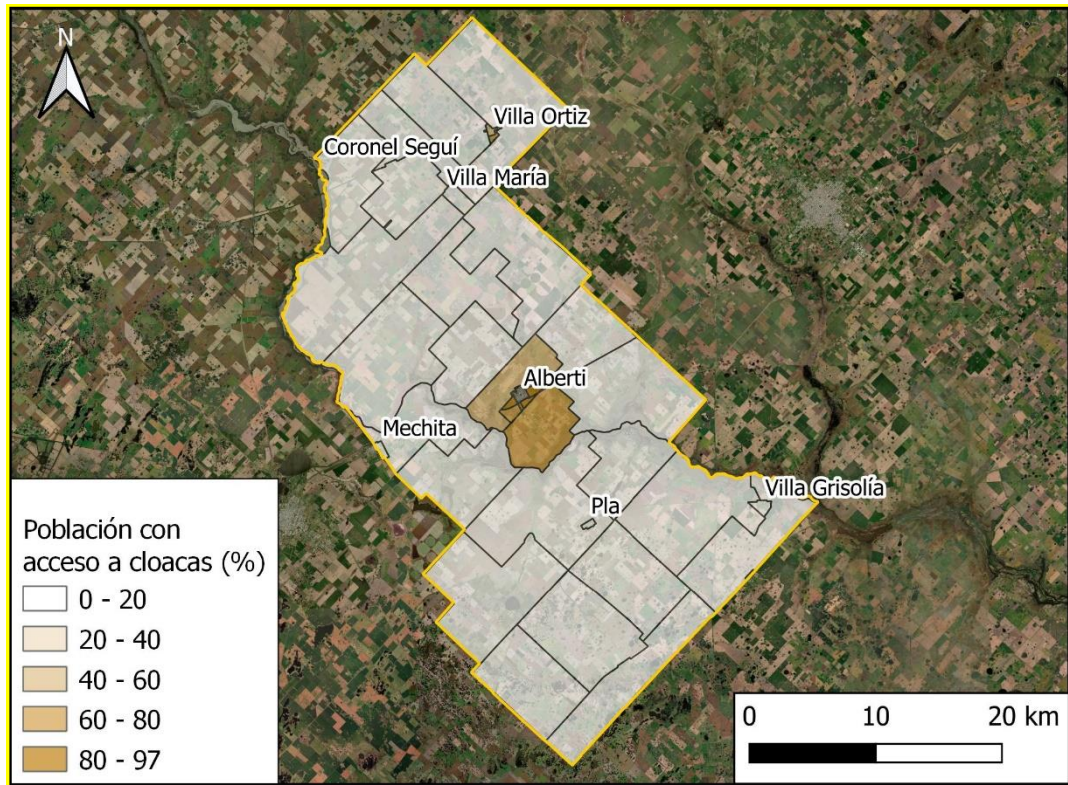 N
Villa Ortiz
Coronel Seguí
Villa María
Alberti
Mechita
Villa Grisolía
Pla
Población con
acceso a cloacas (%)
0 - 20
20 - 40
40 - 60
60 - 80
80 - 97
0 10 20 km